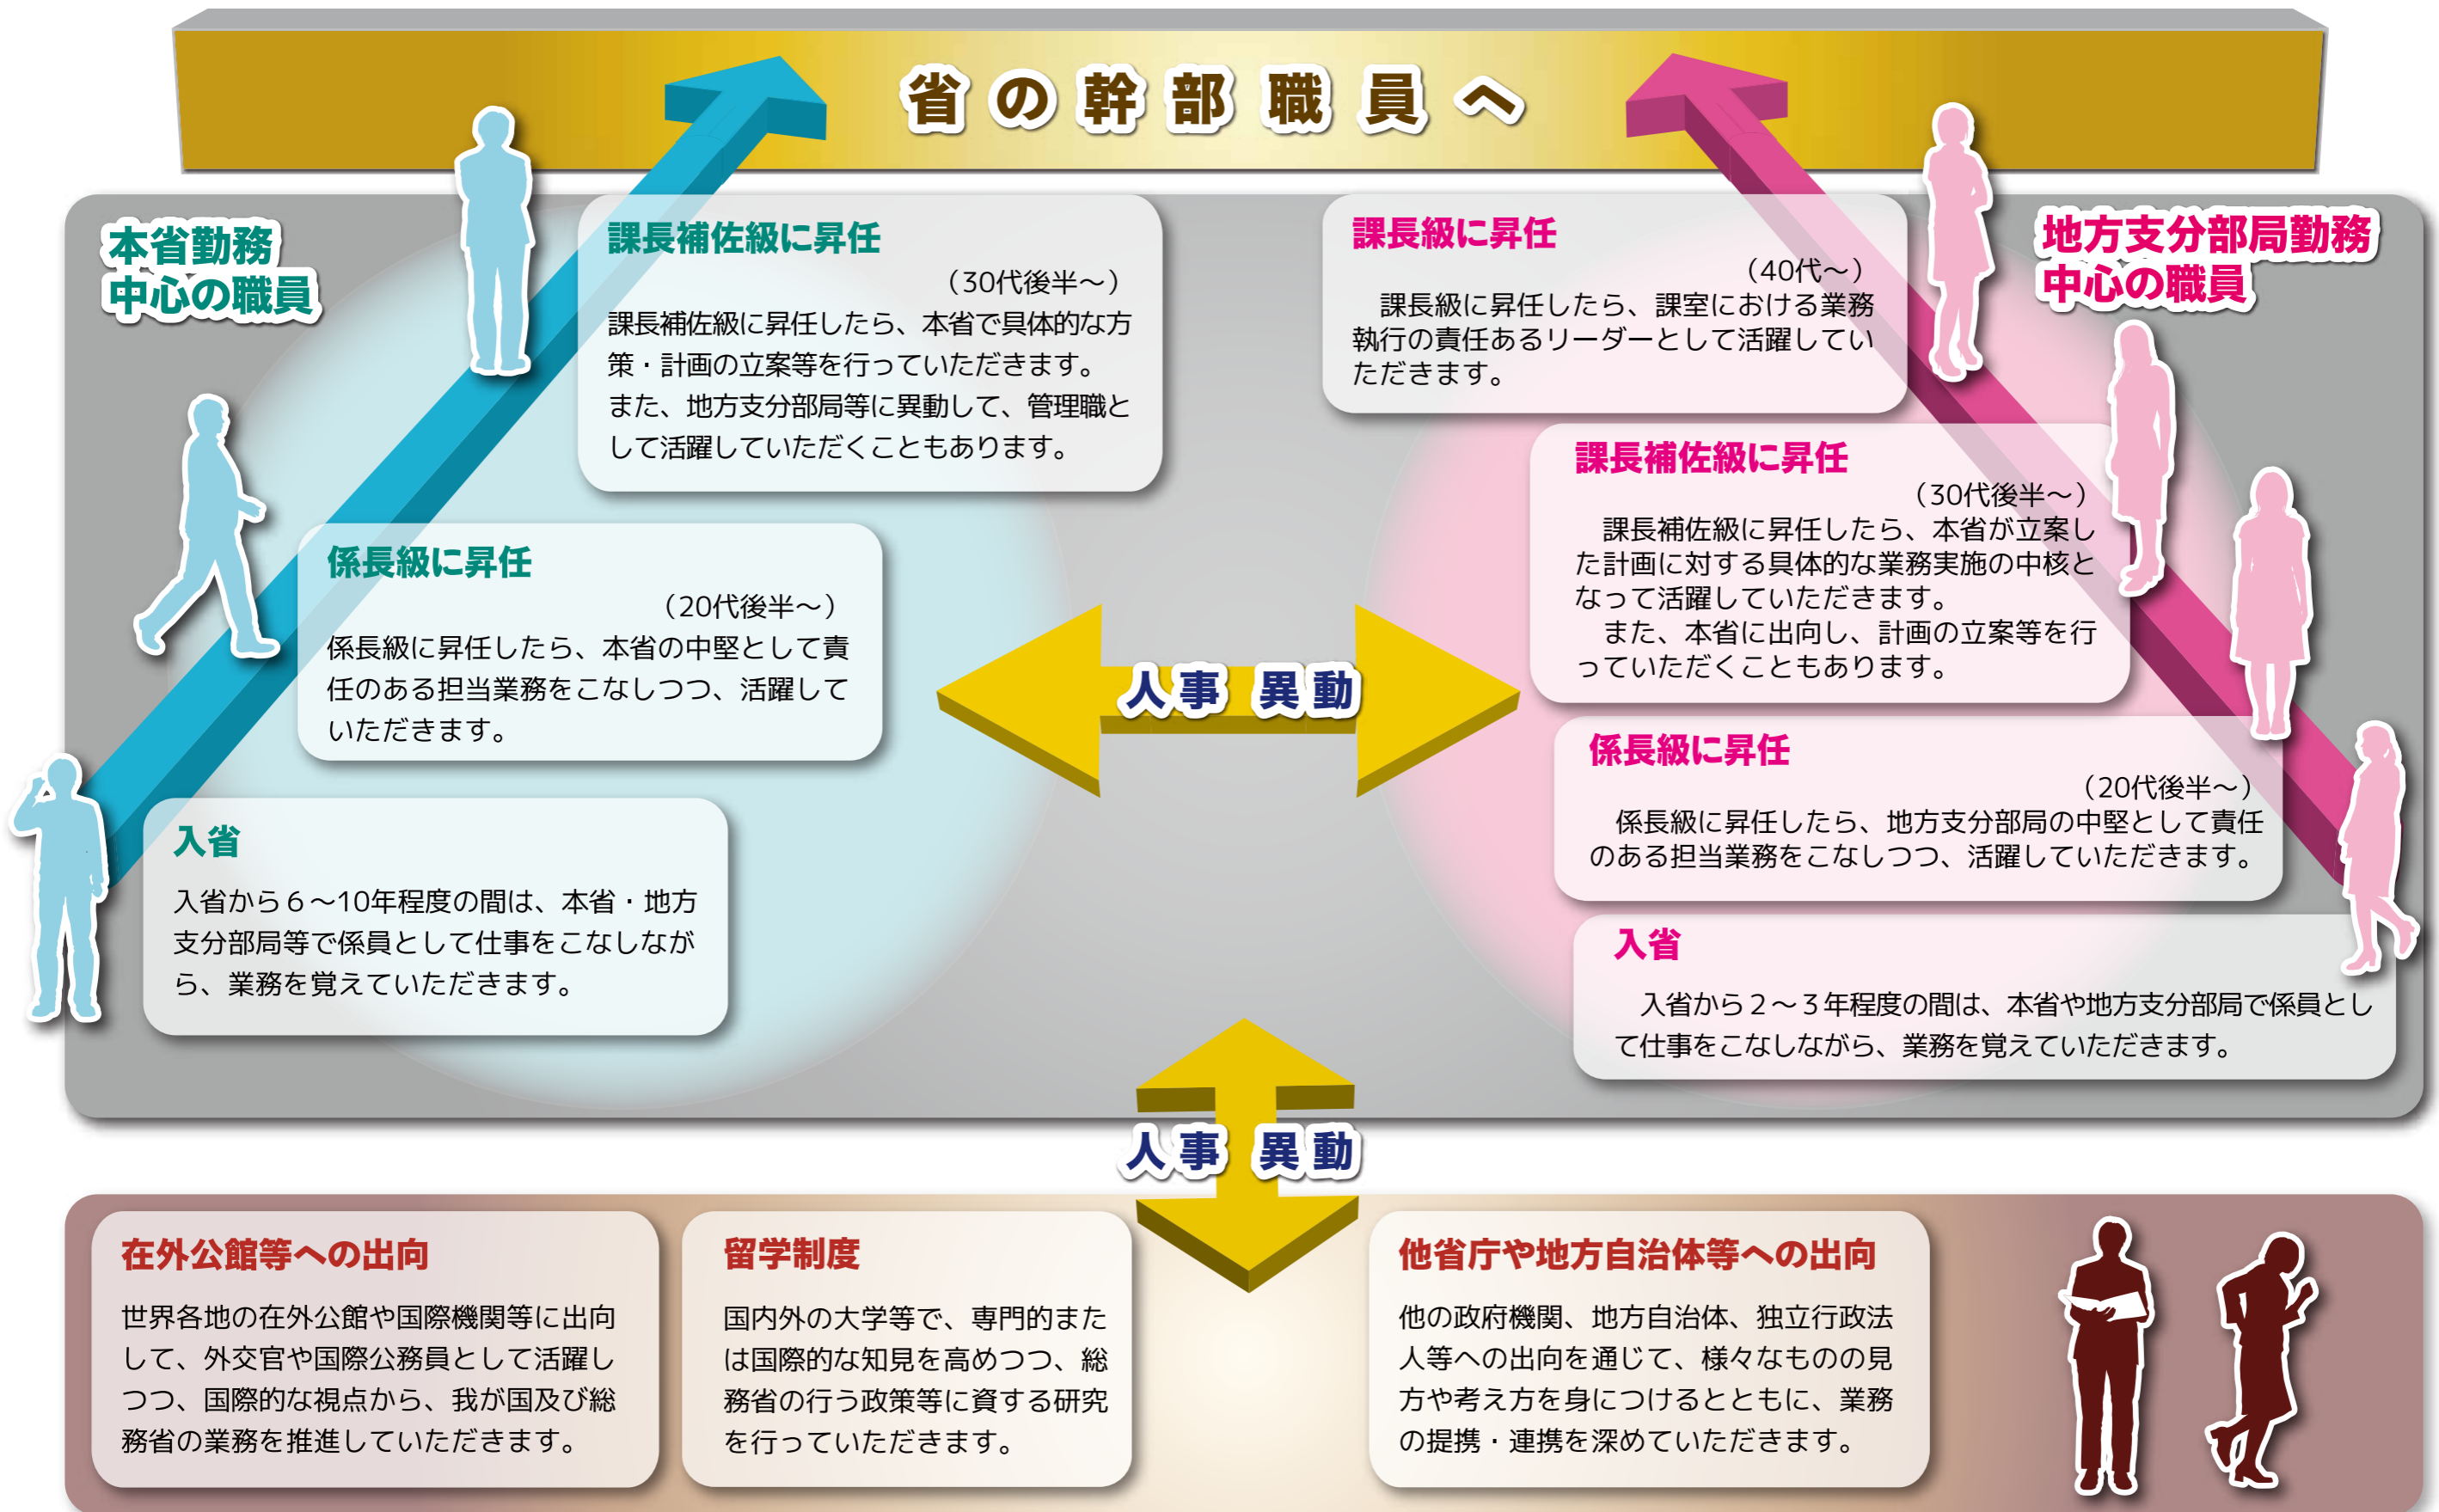 省の幹部職員へ
本省勤務
中心の職員
課長補佐級に昇任
（30代後半～）
課長補佐級に昇任したら、本省で具体的な方
策・計画の立案等を行っていただきます。
また、地方支分部局等に異動して、管理職と
して活躍していただくこともあります。
係長級に昇任
（20代後半～）
係長級に昇任したら、本省の中堅として責
任のある担当業務をこなしつつ、活躍して
いただきます。
入省
入省から６～10年程度の間は、本省・地方
支分部局等で係員として仕事をこなしなが
ら、業務を覚えていただきます。
人事 異動
地方支分部局勤務
中心の職員
課長級に昇任
（40代～）
課長級に昇任したら、課室における業務
執行の責任あるリーダーとして活躍してい
ただきます。
課長補佐級に昇任
（30代後半～）
課長補佐級に昇任したら、本省が立案し
た計画に対する具体的な業務実施の中核と
なって活躍していただきます。
また、本省に出向し、計画の立案等を行
っていただくこともあります。
係長級に昇任
（20代後半～）
係長級に昇任したら、地方支分部局の中堅として責任
のある担当業務をこなしつつ、活躍していただきます。
入省
入省から２～３年程度の間は、本省や地方支分部局で係員とし
て仕事をこなしながら、業務を覚えていただきます。
人事 異動
在外公館等への出向
世界各地の在外公館や国際機関等に出向
して、外交官や国際公務員として活躍し
つつ、国際的な視点から、我が国及び総
務省の業務を推進していただきます。
留学制度
国内外の大学等で、専門的また
は国際的な知見を高めつつ、総
務省の行う政策等に資する研究
を行っていただきます。
他省庁や地方自治体等への出向
他の政府機関、地方自治体、独立行政法
人等への出向を通じて、様々なものの見
方や考え方を身につけるとともに、業務
の提携・連携を深めていただきます。